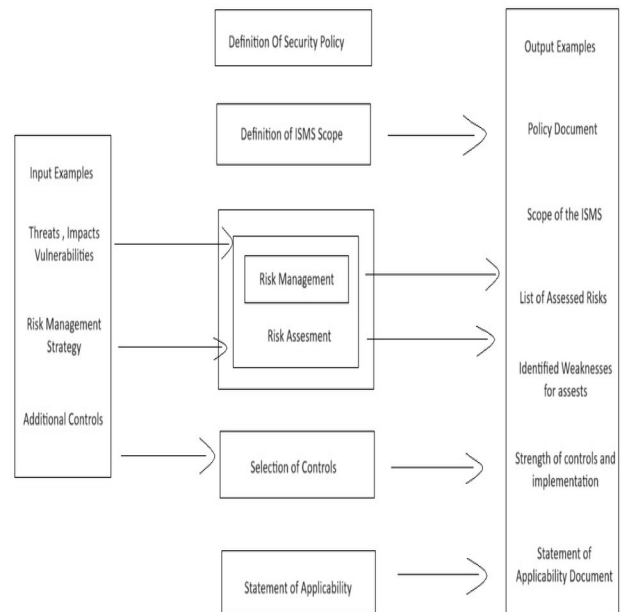 Definition Of Security Policy
Definition of ISMS Scope
Input Examples
Threats , Impacts
Vulnerabilities
Risk Management
Strategy
Additional Controls
Risk Management
Risk Assesment
Selection of Controls
Statement of Applicability
Output Examples
Policy Document
Scope of the ISMS
List of Assessed Risks
Identified Weaknesses
for assests
Strength of controls and
implementation
Statement of
Applicability Document